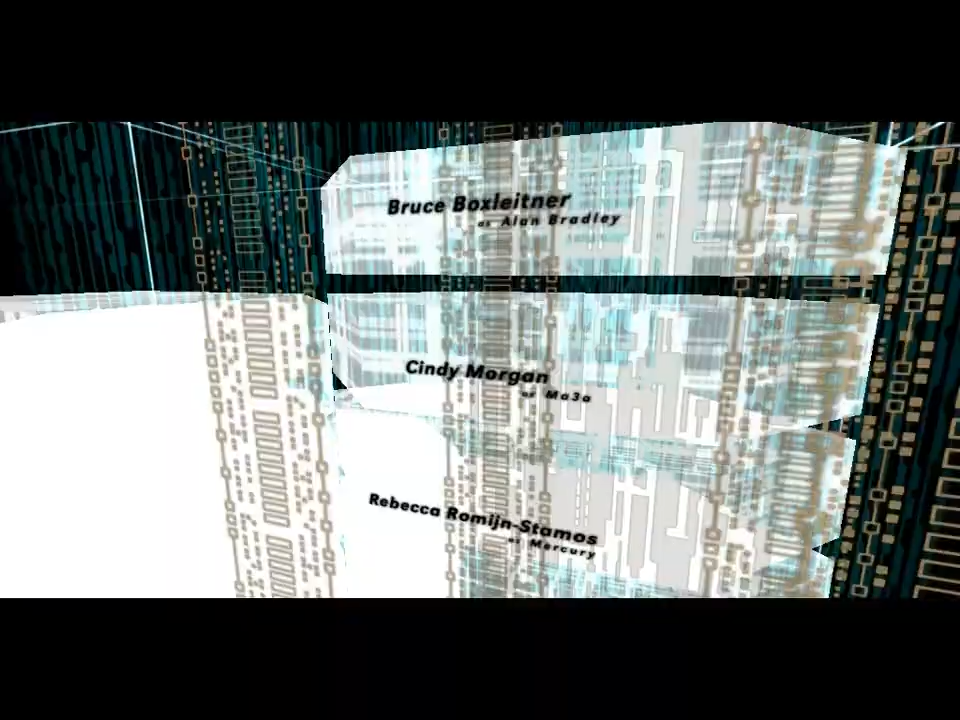 Bruce Boxleitner
as Alan Bradley
Cindy Morgan
as Ma3a
Rebecca Romijn-Stamos
as Mercury